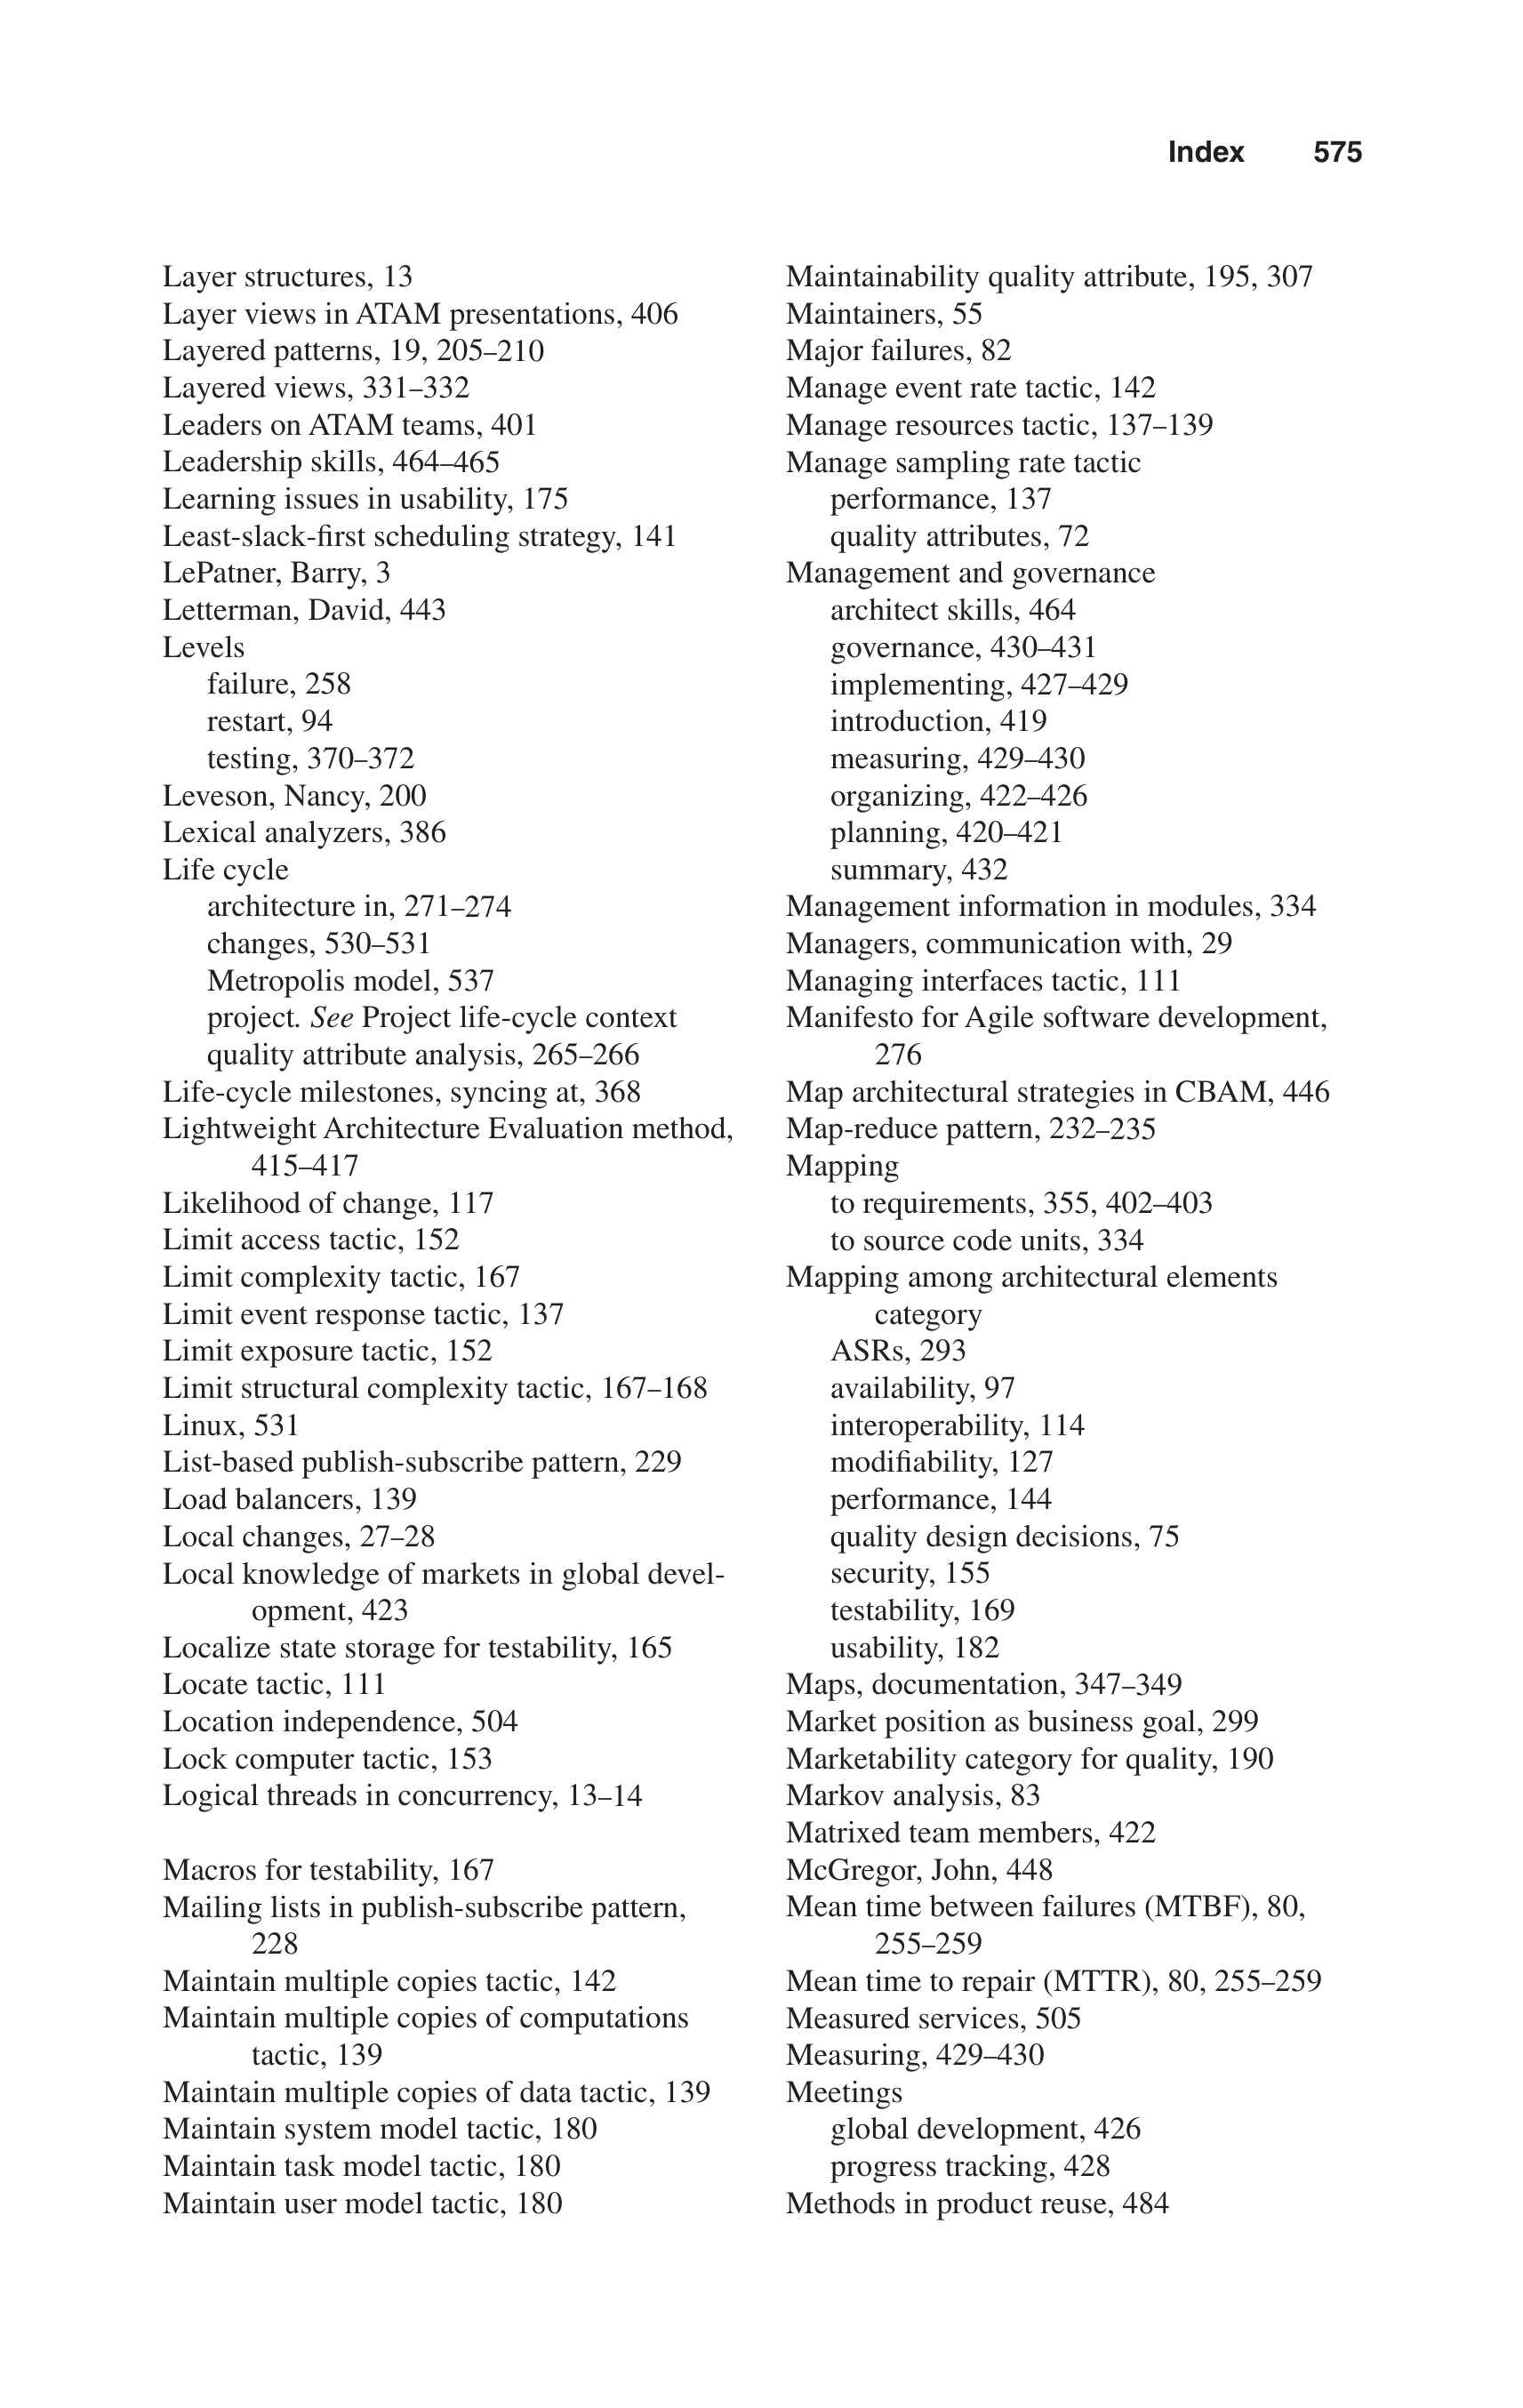 Index 575
Layer structures, 13
Layer views in ATAM presentations, 406
Layered patterns, 19, 205–210
Layered views, 331–332
Leaders on ATAM teams, 401
Leadership skills, 464–465
Learning issues in usability, 175
Least-slack-first scheduling strategy, 141
LePatner, Barry, 3
Letterman, David, 443
Levels
failure, 258
restart, 94
testing, 370–372
Leveson, Nancy, 200
Lexical analyzers, 386
Life cycle
architecture in, 271–274
changes, 530–531
Metropolis model, 537
project. See Project life-cycle context
quality attribute analysis, 265–266
Life-cycle milestones, syncing at, 368
Lightweight Architecture Evaluation method,
415–417
Likelihood of change, 117
Limit access tactic, 152
Limit complexity tactic, 167
Limit event response tactic, 137
Limit exposure tactic, 152
Limit structural complexity tactic, 167–168
Linux, 531
List-based publish-subscribe pattern, 229
Load balancers, 139
Local changes, 27–28
Local knowledge of markets in global devel-
opment, 423
Localize state storage for testability, 165
Locate tactic, 111
Location independence, 504
Lock computer tactic, 153
Logical threads in concurrency, 13–14
Macros for testability, 167
Mailing lists in publish-subscribe pattern,
228
Maintain multiple copies tactic, 142
Maintain multiple copies of computations
tactic, 139
Maintain multiple copies of data tactic, 139
Maintain system model tactic, 180
Maintain task model tactic, 180
Maintain user model tactic, 180
Maintainability quality attribute, 195, 307
Maintainers, 55
Major failures, 82
Manage event rate tactic, 142
Manage resources tactic, 137–139
Manage sampling rate tactic
performance, 137
quality attributes, 72
Management and governance
architect skills, 464
governance, 430–431
implementing, 427–429
introduction, 419
measuring, 429–430
organizing, 422–426
planning, 420–421
summary, 432
Management information in modules, 334
Managers, communication with, 29
Managing interfaces tactic, 111
Manifesto for Agile software development,
276
Map architectural strategies in CBAM, 446
Map-reduce pattern, 232–235
Mapping
to requirements, 355, 402–403
to source code units, 334
Mapping among architectural elements
category
ASRs, 293
availability, 97
interoperability, 114
modifiability, 127
performance, 144
quality design decisions, 75
security, 155
testability, 169
usability, 182
Maps, documentation, 347–349
Market position as business goal, 299
Marketability category for quality, 190
Markov analysis, 83
Matrixed team members, 422
McGregor, John, 448
Mean time between failures (MTBF), 80,
255–259
Mean time to repair (MTTR), 80, 255–259
Measured services, 505
Measuring, 429–430
Meetings
global development, 426
progress tracking, 428
Methods in product reuse, 484